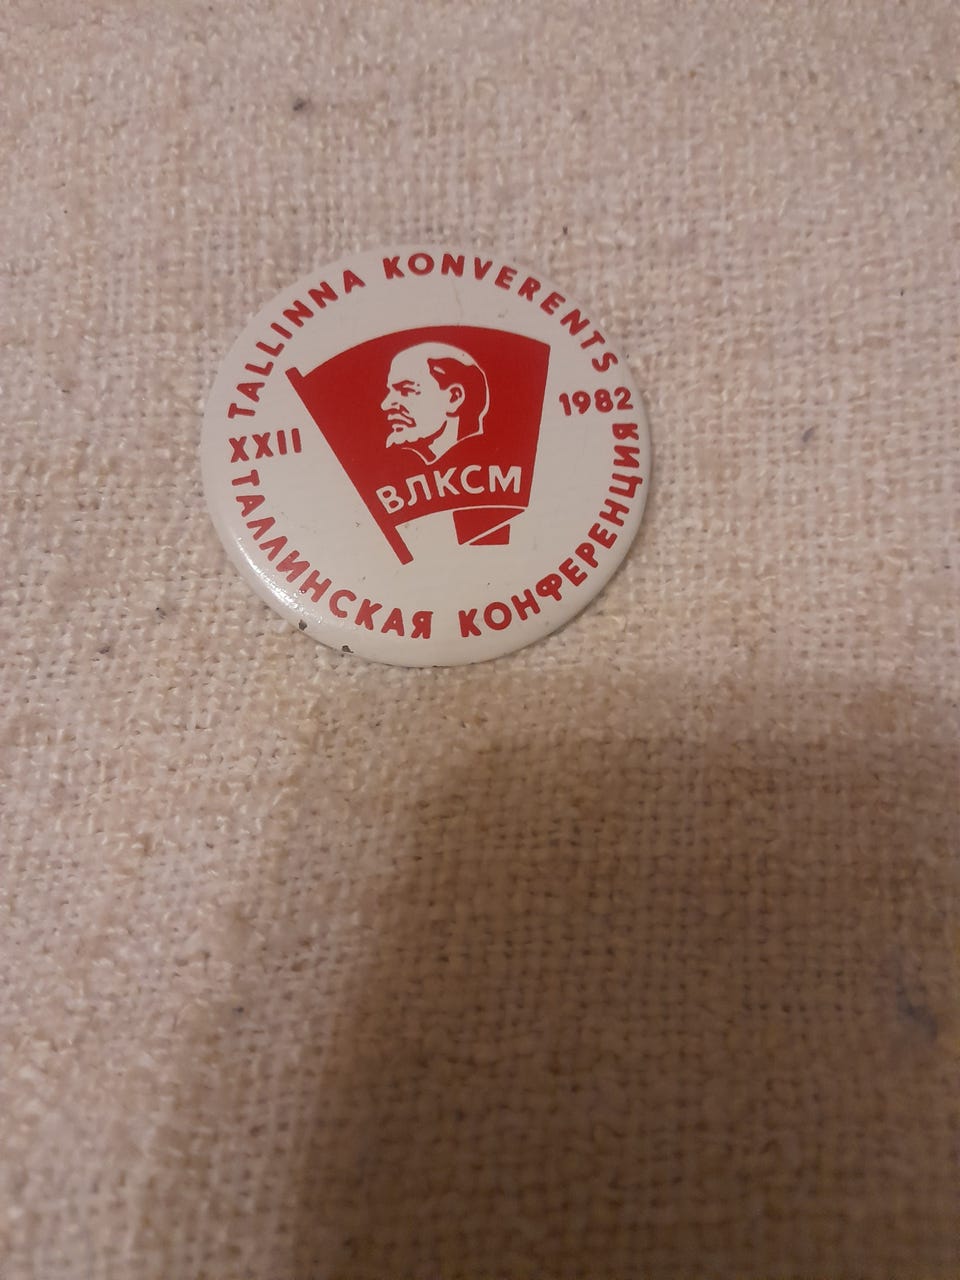 TALLINNA KONVERENTS
XXII
1982
ВЛКСМ
ТАЛЛИНСКАЯ КОНФЕРЕНЦИЯ